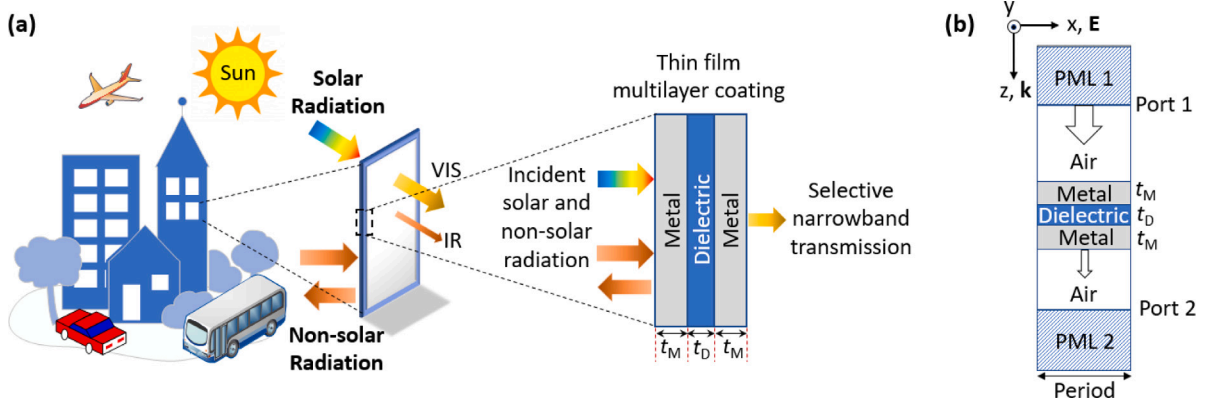 (a)
Sun
Solar
Radiation
VIS
IR
Non-solar
Radiation
Thin film
multilayer coating
Incident
solar and
non-solar
radiation
Metal
Dielectric
Metal
Selective
narrowband
transmission
tM tD tM
(b)
y
x, E
z, k
PML 1
Port 1
Air
Metal tM
Dielectric tD
Metal tM
Air
Port 2
PML 2
Period